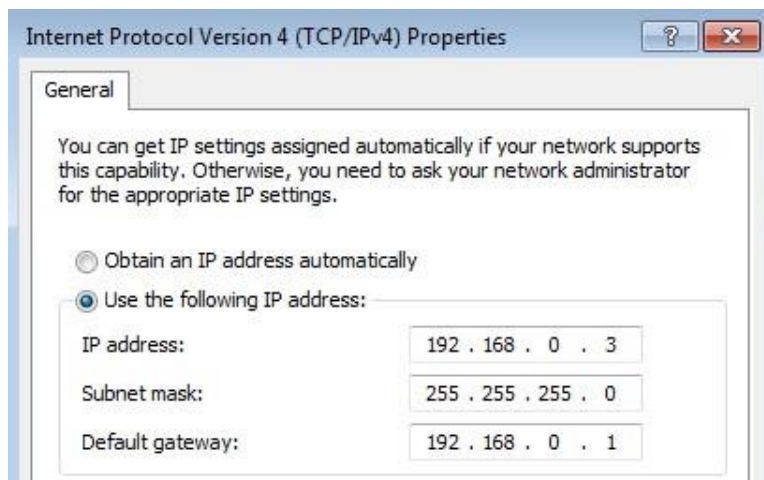 Internet Protocol Version 4 (TCP/IPv4) Properties
?
X
General
You can get IP settings assigned automatically if your network supports
this capability. Otherwise, you need to ask your network administrator
for the appropriate IP settings.
Obtain an IP address automatically
Use the following IP address:
IP address: 192 . 168 . 0 . 3
Subnet mask: 255 . 255 . 255 . 0
Default gateway: 192 . 168 . 0 . 1